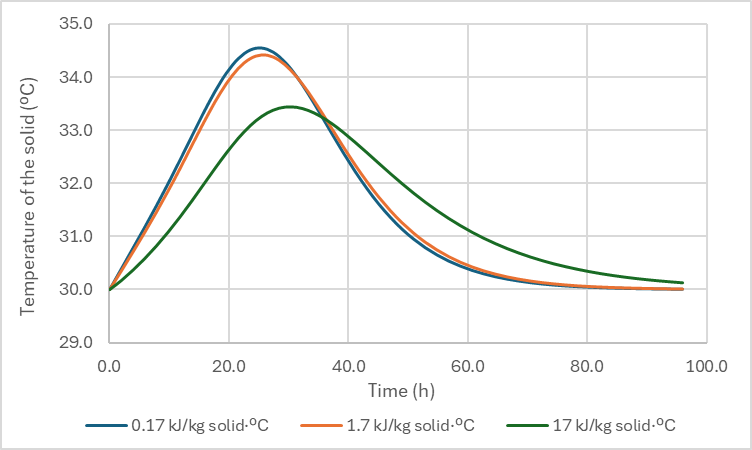 35.0
34.0
33.0
32.0
31.0
30.0
29.0
Temperature of the solid (ºC)
0.0 20.0 40.0 60.0 80.0 100.0
Time (h)
0.17 kJ/kg solid·ºC 1.7 kJ/kg solid·ºC 17 kJ/kg solid·ºC